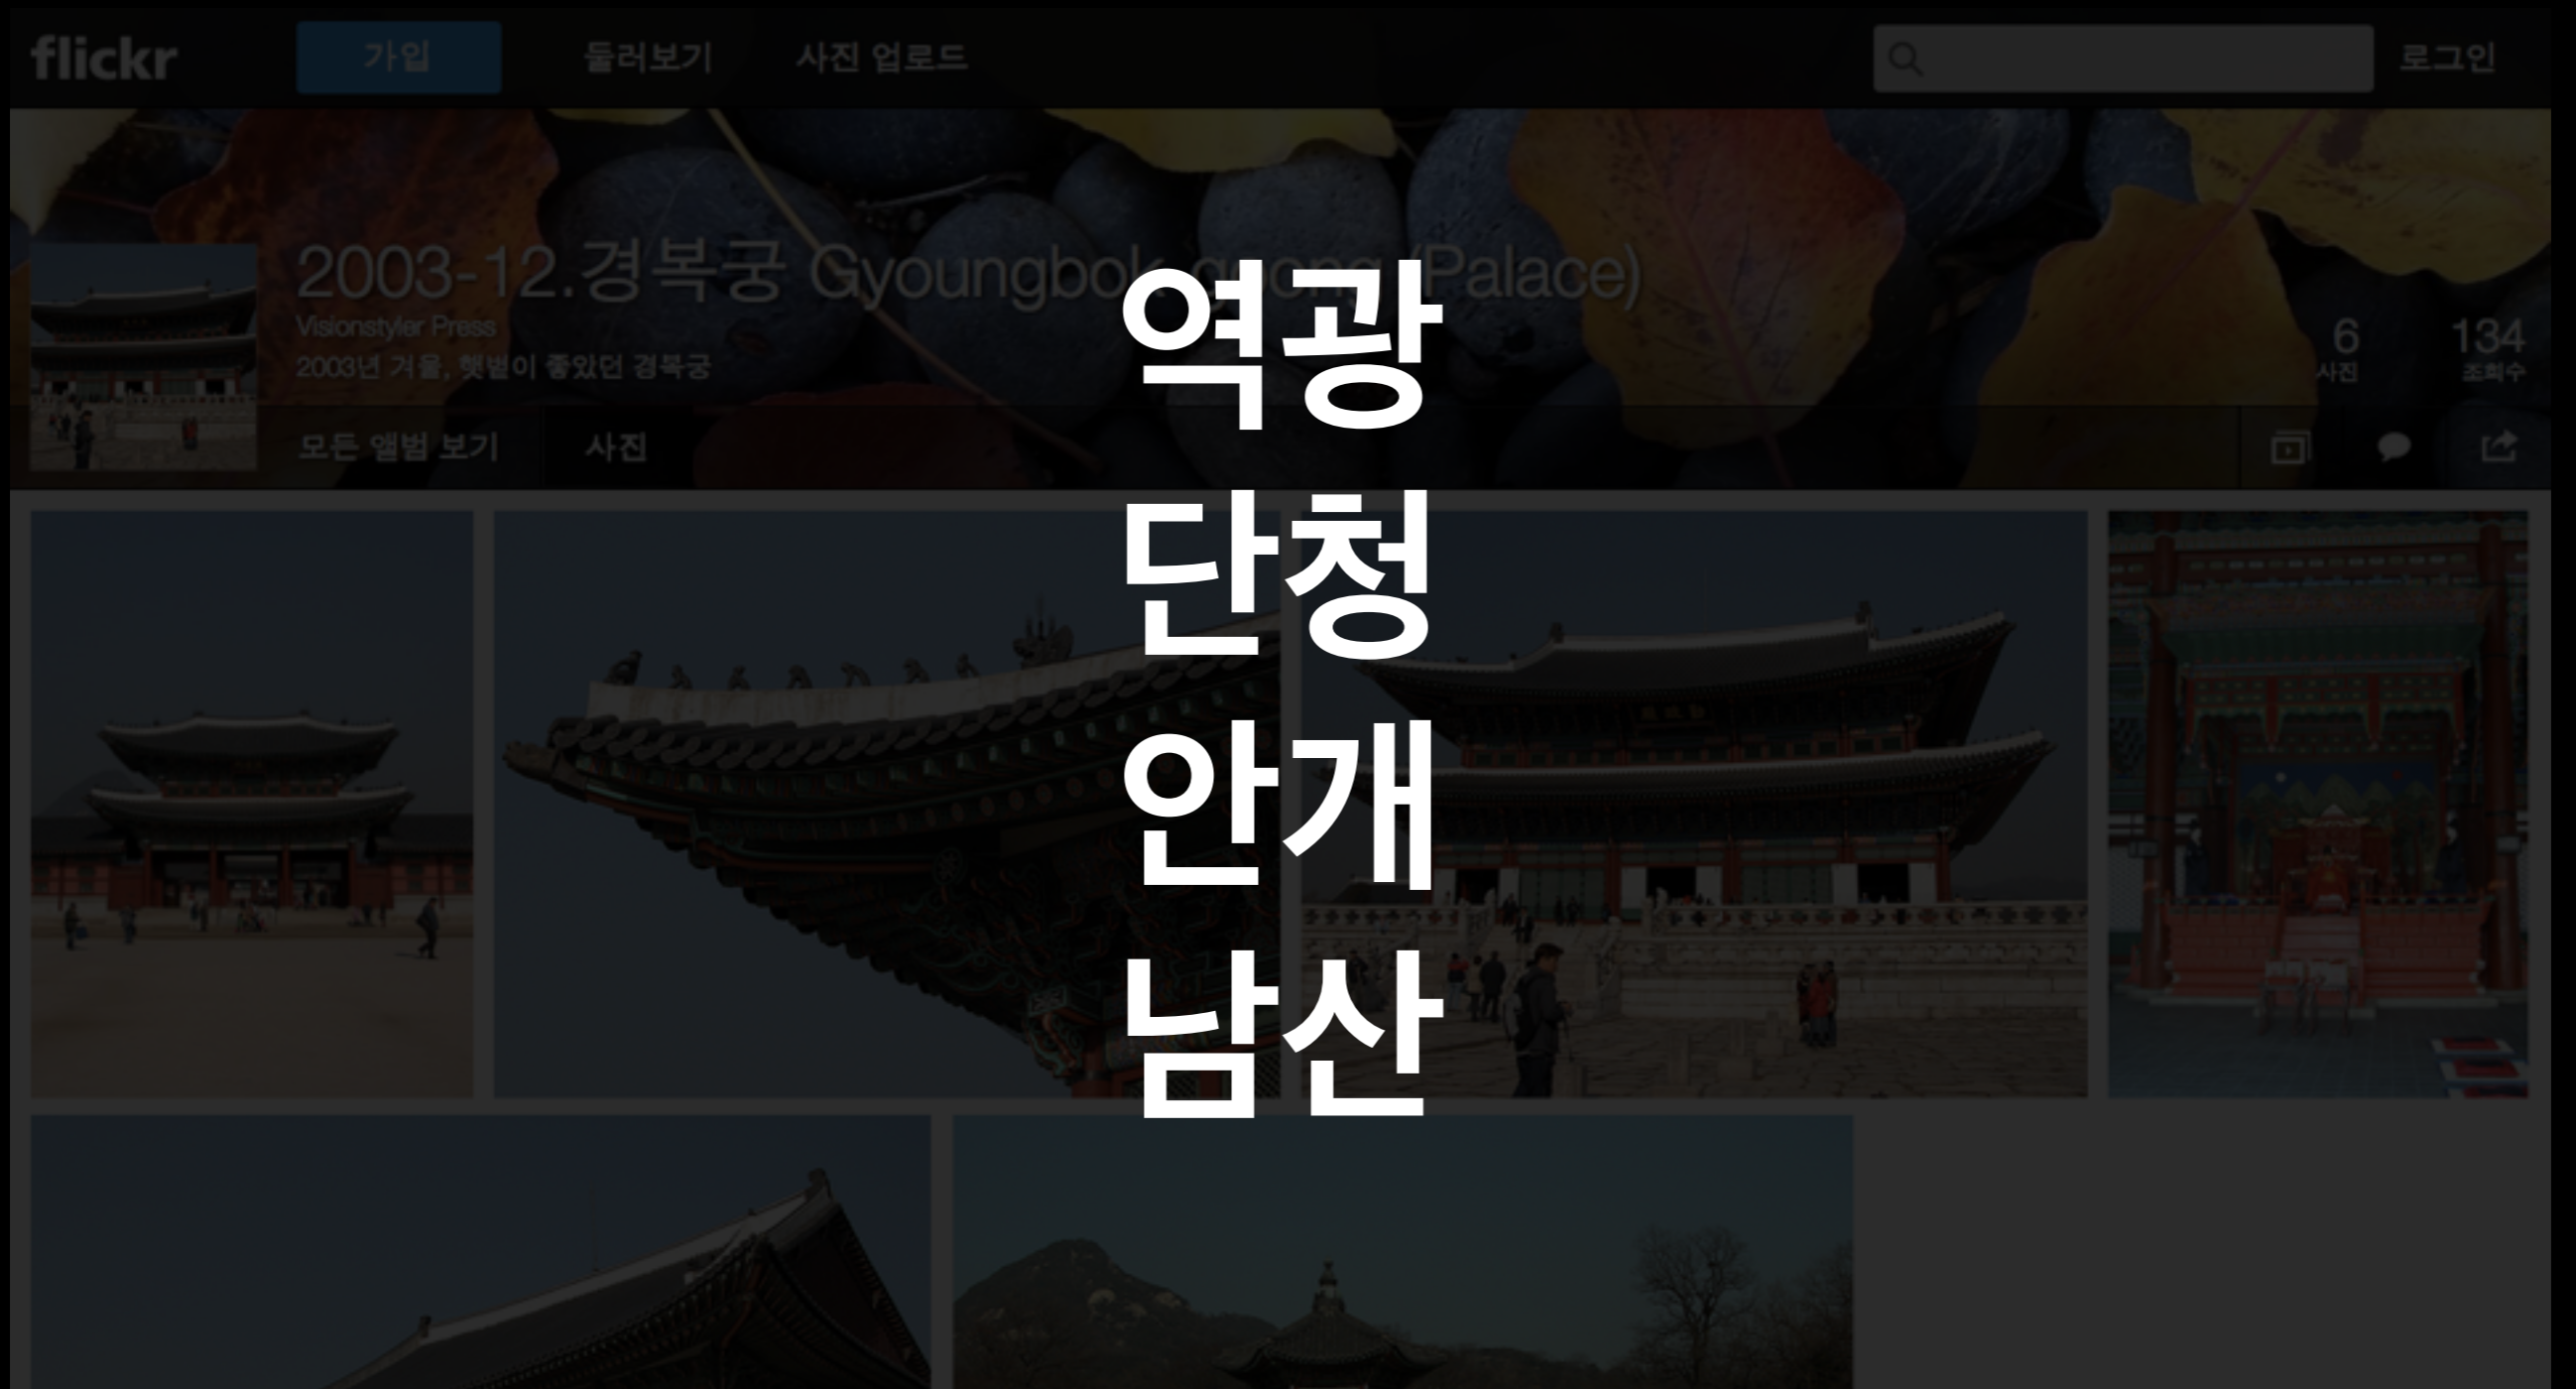 flickr 가입 둘러보기 사진 업로드 로그인
2003-12.경복궁 Gyoungbok-goong (Palace)
Visionstyler Press
2003년 겨울, 햇볕이 좋았던 경복궁
6 134
사진 조회수
모든 앨범 보기 사진
역광
단청
안개
남산